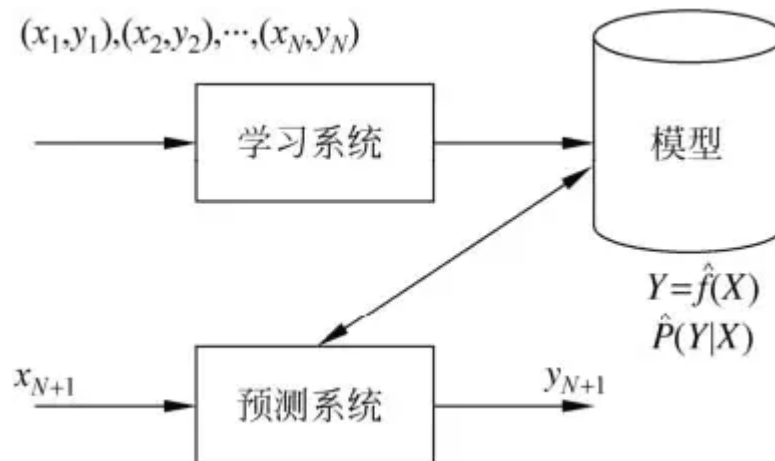 (x₁,y₁),(x₂,y₂),···,(x_N,y_N)
学习系统
模型
Y=f̂(X)
P̂(Y|X)
x_{N+1}
预测系统
y_{N+1}